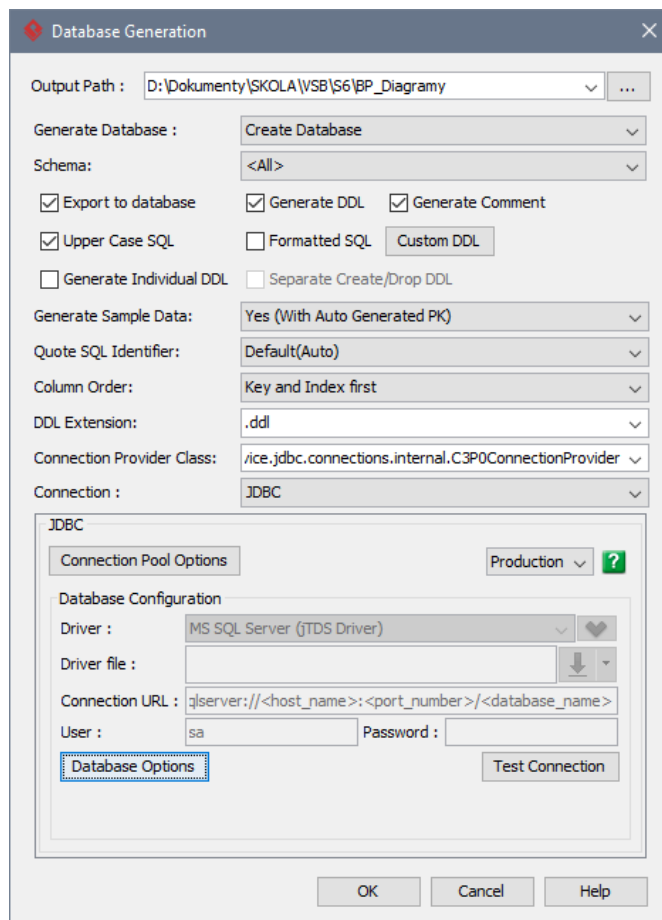 Database Generation
Output Path : D:\Dokumenty\SKOLA\VSB\S6\BP_Diagramy ...
Generate Database : Create Database
Schema: <All>
Export to database Generate DDL Generate Comment
Upper Case SQL Formatted SQL Custom DDL
Generate Individual DDL Separate Create/Drop DDL
Generate Sample Data: Yes (With Auto Generated PK)
Quote SQL Identifier: Default(Auto)
Column Order: Key and Index first
DDL Extension: .ddl
Connection Provider Class: vice.jdbc.connections.internal.C3P0ConnectionProvider
Connection : JDBC
JDBC
Connection Pool Options Production ?
Database Configuration
Driver : MS SQL Server (jTDS Driver)
Driver file :
Connection URL : qlserver://<host_name>:<port_number>/<database_name>
User : sa Password :
Database Options Test Connection
OK Cancel Help